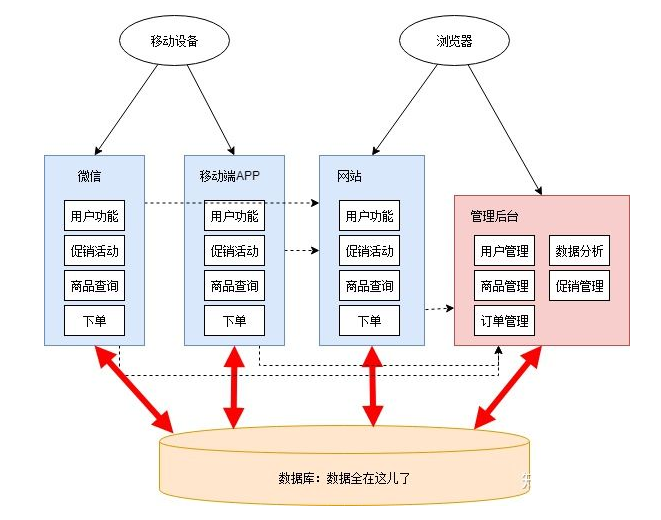 移动设备
浏览器
微信
用户功能
促销活动
商品查询
下单
移动端APP
用户功能
促销活动
商品查询
下单
网站
用户功能
促销活动
商品查询
下单
管理后台
用户管理
数据分析
商品管理
促销管理
订单管理
数据库：数据全在这儿了